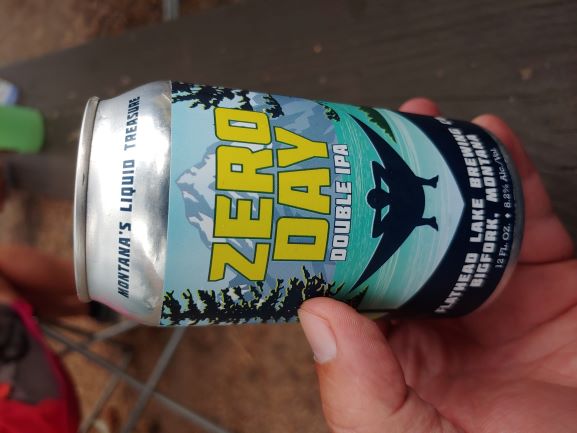 MONTANA'S LIQUID TREASURE
ZERO
DAY
DOUBLE IPA
FLATHEAD LAKE BREWING CO
BIGFORK, MONTANA
12 FL. OZ. ♦ 8.2% Alc./Vol.